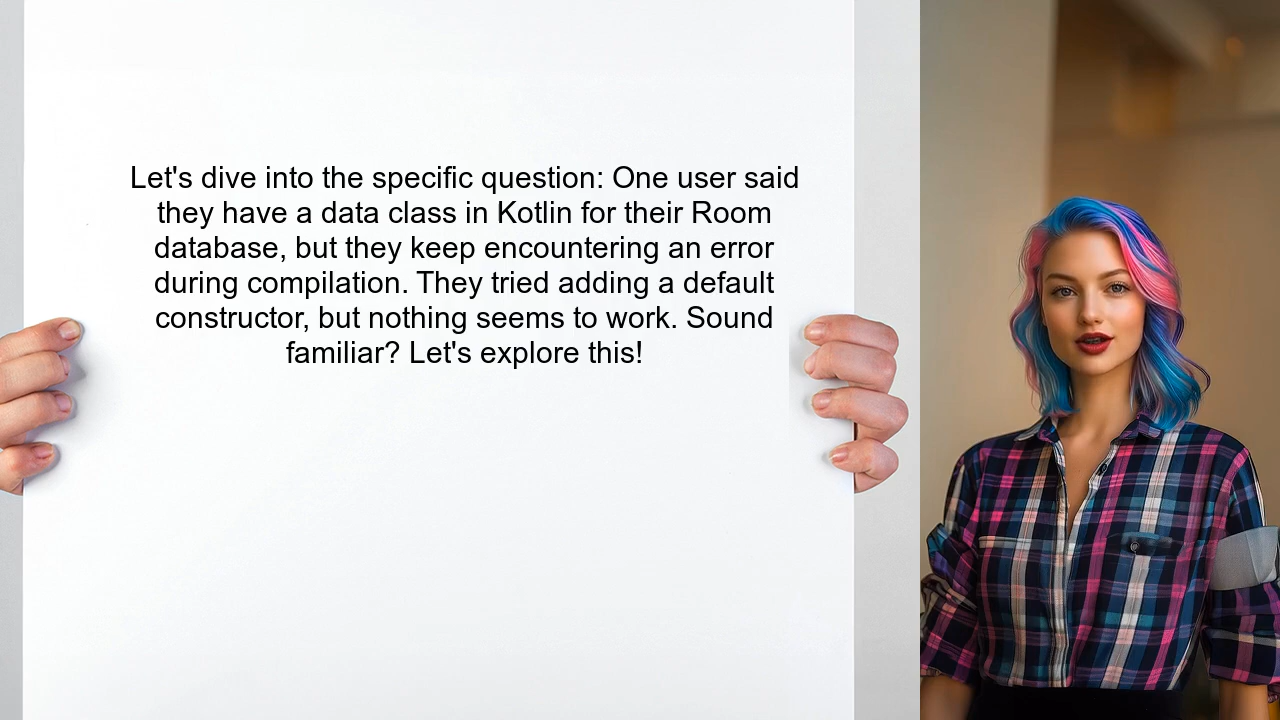 Let's dive into the specific question: One user said
they have a data class in Kotlin for their Room
database, but they keep encountering an error
during compilation. They tried adding a default
constructor, but nothing seems to work. Sound
familiar? Let's explore this!